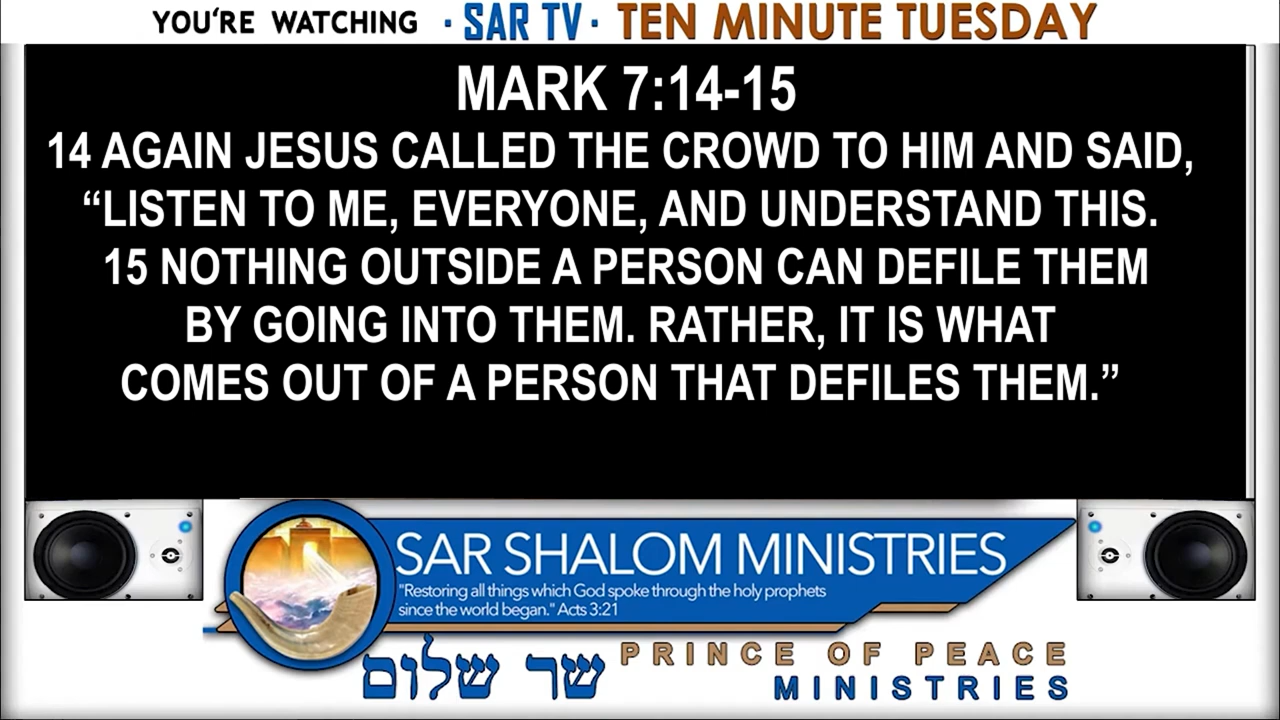 YOU'RE WATCHING · SAR TV · TEN MINUTE TUESDAY
MARK 7:14-15
14 AGAIN JESUS CALLED THE CROWD TO HIM AND SAID,
“LISTEN TO ME, EVERYONE, AND UNDERSTAND THIS.
15 NOTHING OUTSIDE A PERSON CAN DEFILE THEM
BY GOING INTO THEM. RATHER, IT IS WHAT
COMES OUT OF A PERSON THAT DEFILES THEM.”
SAR SHALOM MINISTRIES
"Restoring all things which God spoke through the holy prophets
since the world began." Acts 3:21
שר שלום
PRINCE OF PEACE
MINISTRIES